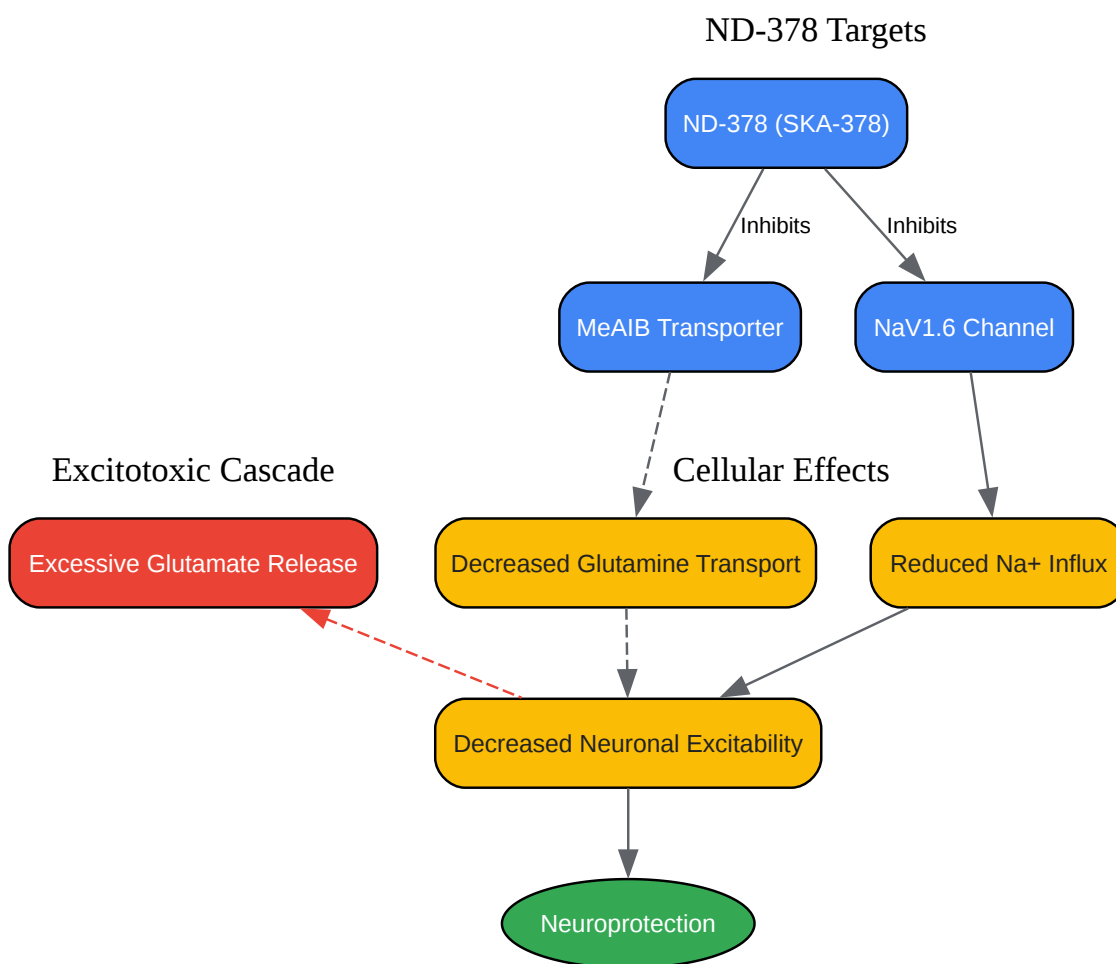 ND-378 Targets
ND-378 (SKA-378)
Inhibits
Inhibits
MeAIB Transporter
NaV1.6 Channel
Excitotoxic Cascade
Cellular Effects
Excessive Glutamate Release
Decreased Glutamine Transport
Reduced Na+ Influx
Decreased Neuronal Excitability
Neuroprotection